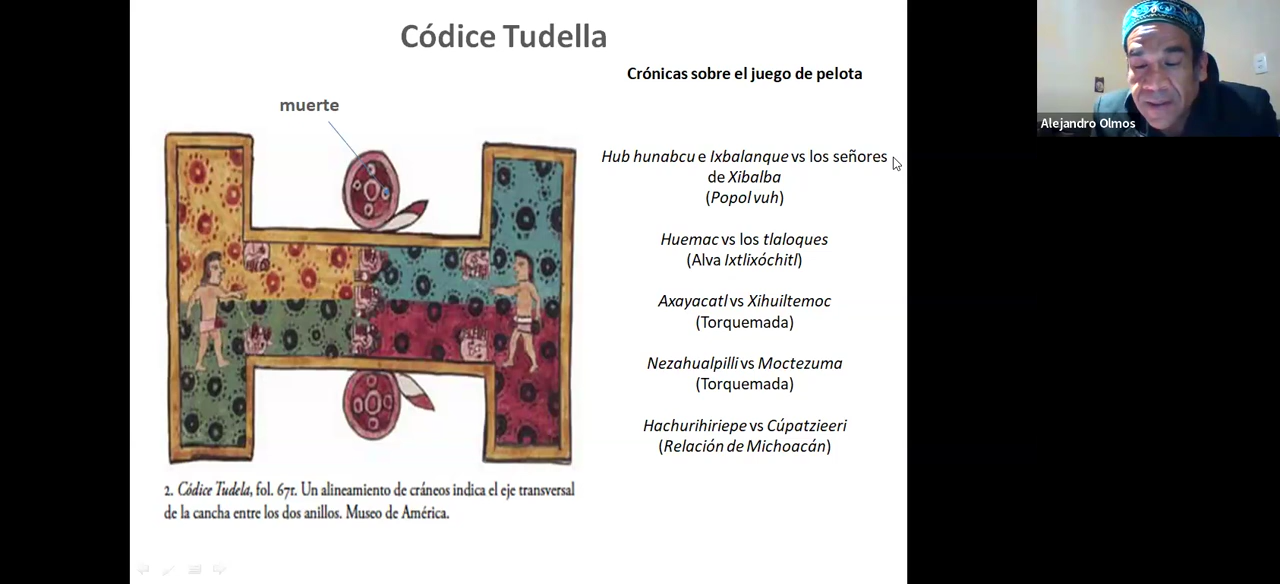 Códice Tudella
Crónicas sobre el juego de pelota
muerte
Hub hunabcu e Ixbalanque vs los señores
de Xibalba
(Popol vuh)
Huemac vs los tlaloques
(Alva Ixtlixóchitl)
Axayacatl vs Xihuiltemoc
(Torquemada)
Nezahualpilli vs Moctezuma
(Torquemada)
Hachurihiriepe vs Cúpatzieeri
(Relación de Michoacán)
2. Códice Tudela, fol. 67r. Un alineamiento de cráneos indica el eje transversal
de la cancha entre los dos anillos. Museo de América.
Alejandro Olmos